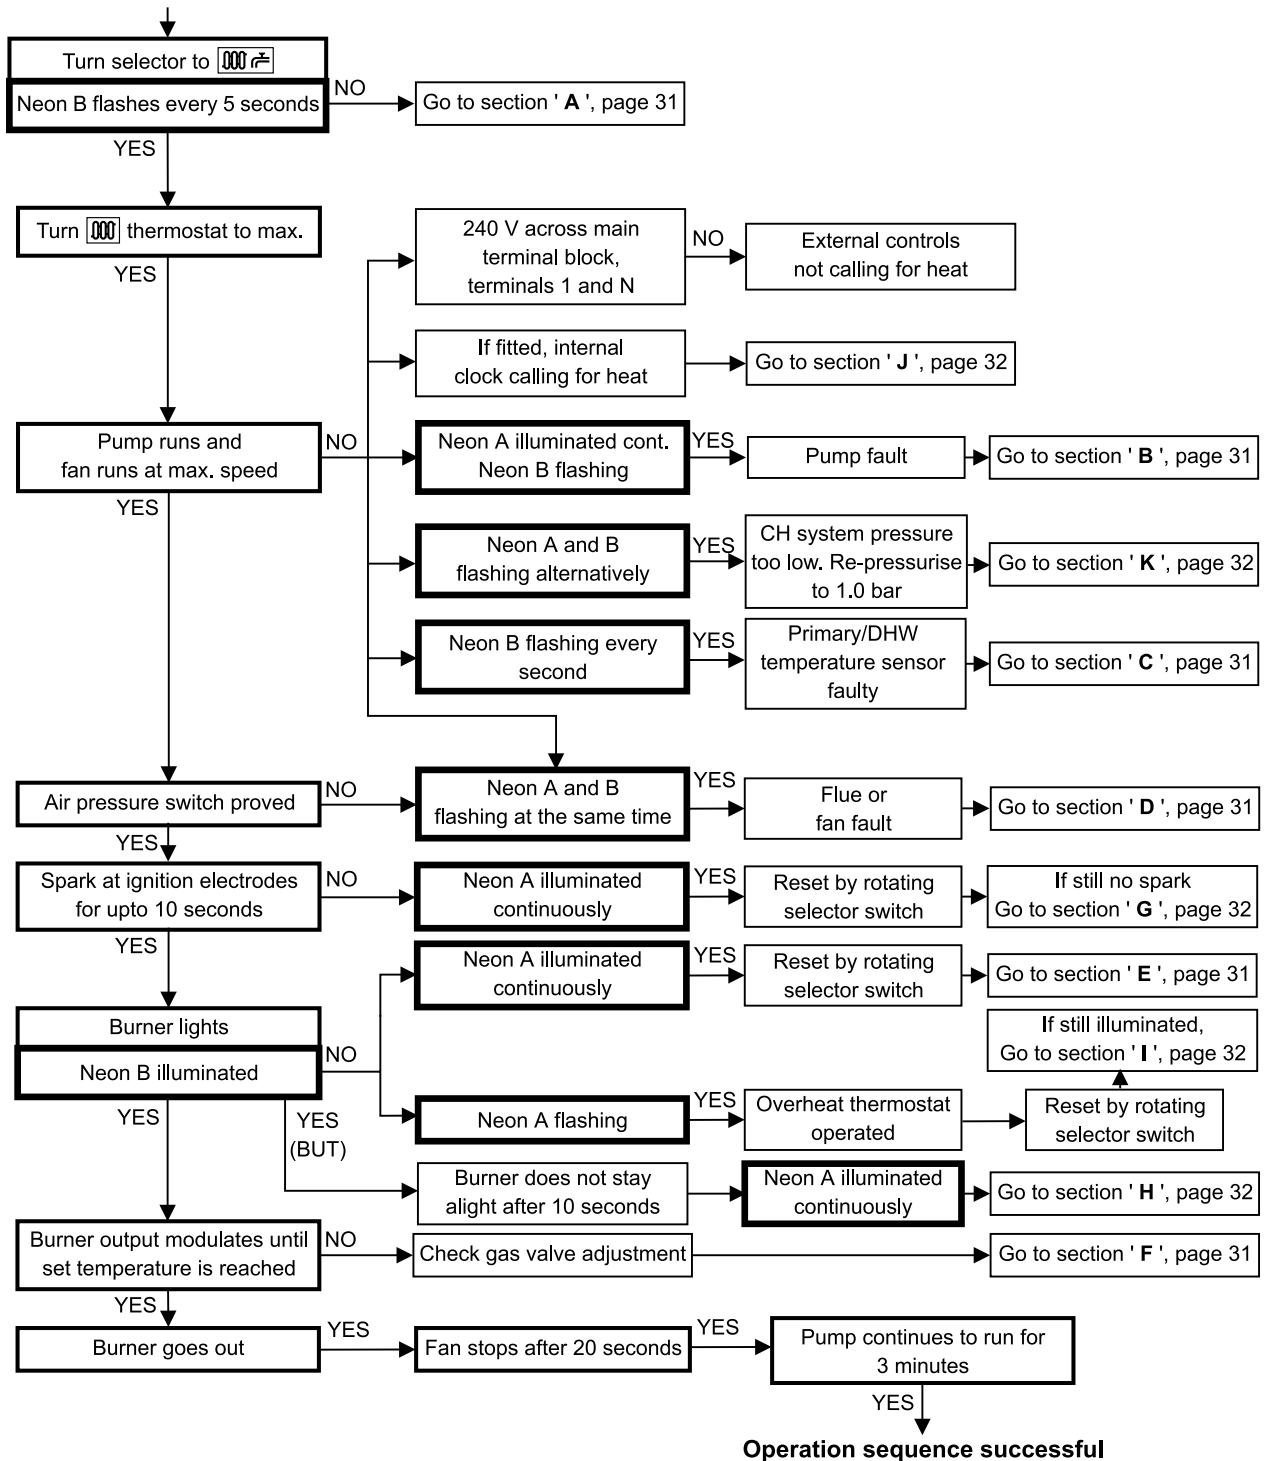 Turn selector to
Neon B flashes every 5 seconds
NO
Go to section ' A ', page 31
YES
Turn thermostat to max.
YES
240 V across main
terminal block,
terminals 1 and N
NO
External controls
not calling for heat
If fitted, internal
clock calling for heat
Go to section ' J ', page 32
Pump runs and
fan runs at max. speed
NO
YES
Neon A illuminated cont.
Neon B flashing
YES
Pump fault
Go to section ' B ', page 31
Neon A and B
flashing alternatively
YES
CH system pressure
too low. Re-pressurise
to 1.0 bar
Go to section ' K ', page 32
Neon B flashing every
second
YES
Primary/DHW
temperature sensor
faulty
Go to section ' C ', page 31
Air pressure switch proved
NO
YES
Neon A and B
flashing at the same time
YES
Flue or
fan fault
Go to section ' D ', page 31
Spark at ignition electrodes
for upto 10 seconds
NO
YES
Neon A illuminated
continuously
YES
Reset by rotating
selector switch
If still no spark
Go to section ' G ', page 32
Neon A illuminated
continuously
YES
Reset by rotating
selector switch
Go to section ' E ', page 31
Burner lights
Neon B illuminated
NO
YES
YES
(BUT)
Neon A flashing
YES
Overheat thermostat
operated
Reset by rotating
selector switch
If still illuminated,
Go to section ' I ', page 32
Burner does not stay
alight after 10 seconds
Neon A illuminated
continuously
Go to section ' H ', page 32
Burner output modulates until
set temperature is reached
NO
YES
Check gas valve adjustment
Go to section ' F ', page 31
Burner goes out
YES
Fan stops after 20 seconds
YES
Pump continues to run for
3 minutes
YES
Operation sequence successful